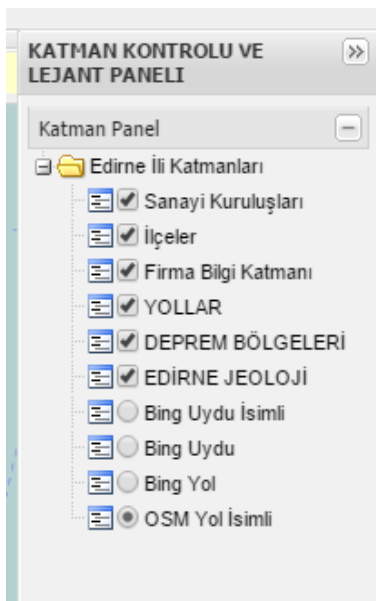 KATMAN KONTROLU VE
LEJANT PANELI
Katman Panel
Edirne İli Katmanları
Sanayi Kuruluşları
İlçeler
Firma Bilgi Katmanı
YOLLAR
DEPREM BÖLGELERİ
EDİRNE JEOLOJİ
Bing Uydu İsimli
Bing Uydu
Bing Yol
OSM Yol İsimli